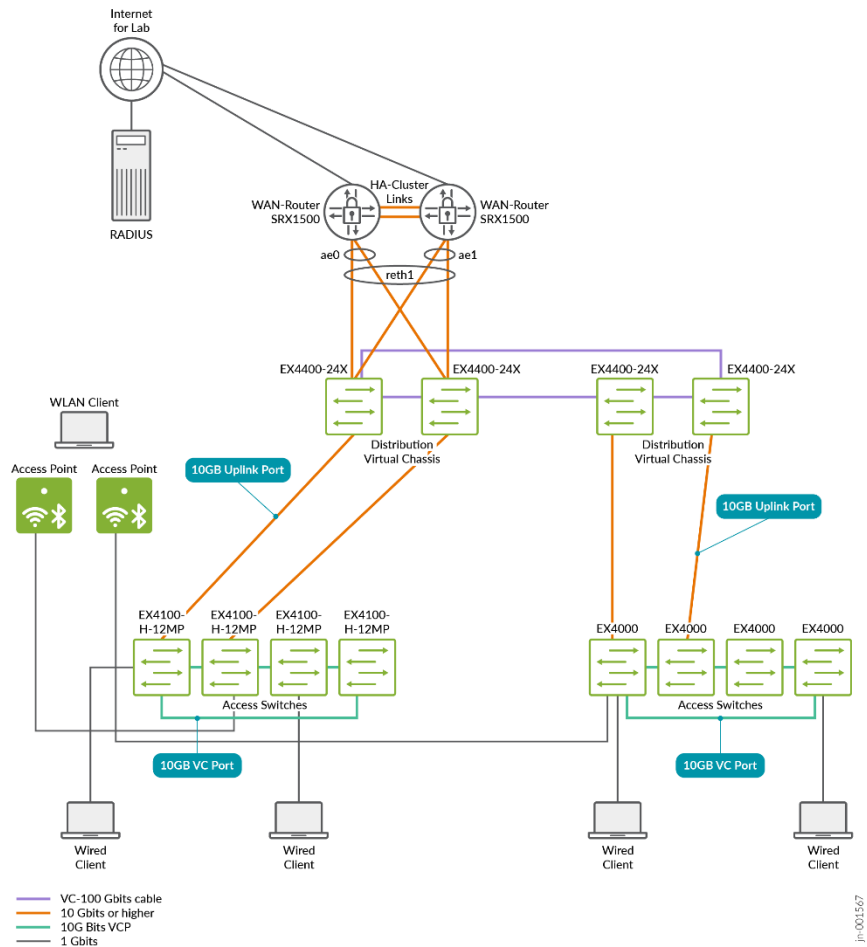 Internet
for Lab
RADIUS
HA-Cluster
Links
WAN-Router
SRX1500
WAN-Router
SRX1500
ae0
ae1
reth1
EX4400-24X
EX4400-24X
EX4400-24X
EX4400-24X
Distribution
Virtual Chassis
Distribution
Virtual Chassis
WLAN Client
Access Point
Access Point
10GB Uplink Port
10GB Uplink Port
EX4100-
H-12MP
EX4100-
H-12MP
EX4100-
H-12MP
EX4100-
H-12MP
EX4000
EX4000
EX4000
EX4000
Access Switches
Access Switches
10GB VC Port
10GB VC Port
Wired
Client
Wired
Client
Wired
Client
Wired
Client
VC-100 Gbits cable
10 Gbits or higher
10G Bits VCP
1 Gbits
jn-001567